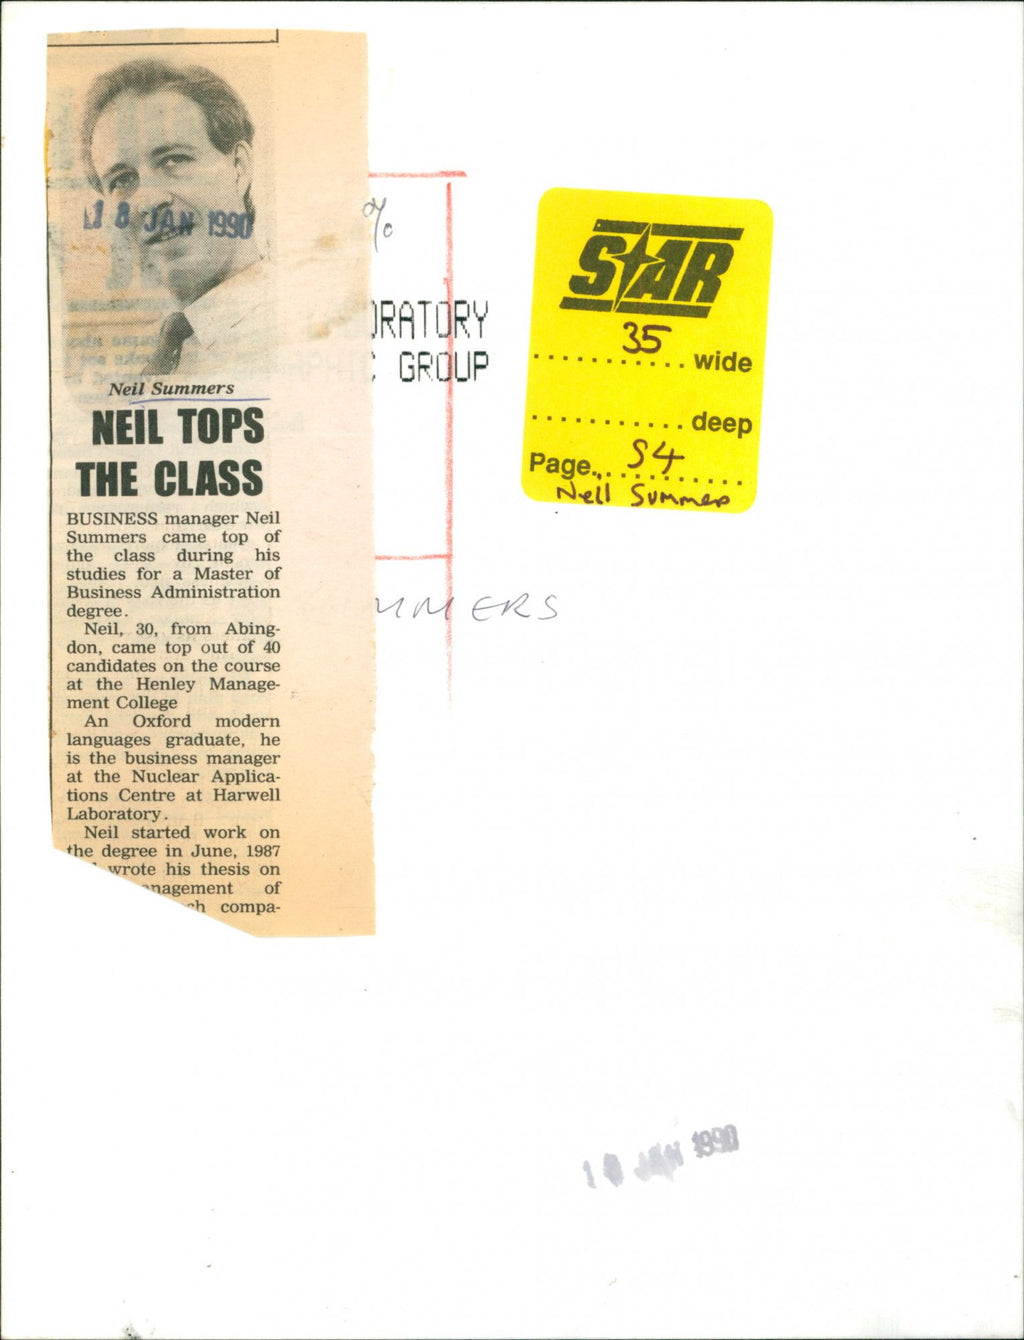 18 JAN 1990
Neil Summers
NEIL TOPS
THE CLASS
BUSINESS manager Neil
Summers came top of
the class during his
studies for a Master of
Business Administration
degree.
Neil, 30, from Abing-
don, came top out of 40
candidates on the course
at the Henley Manage-
ment College
An Oxford modern
languages graduate, he
is the business manager
at the Nuclear Applica-
tions Centre at Harwell
Laboratory.
Neil started work on
the degree in June, 1987
wrote his thesis on
of
compa-
%
ORATORY
GROUP
MMERS
STAR
35
wide
deep
Page S4
Neil Summers
JAN 1990